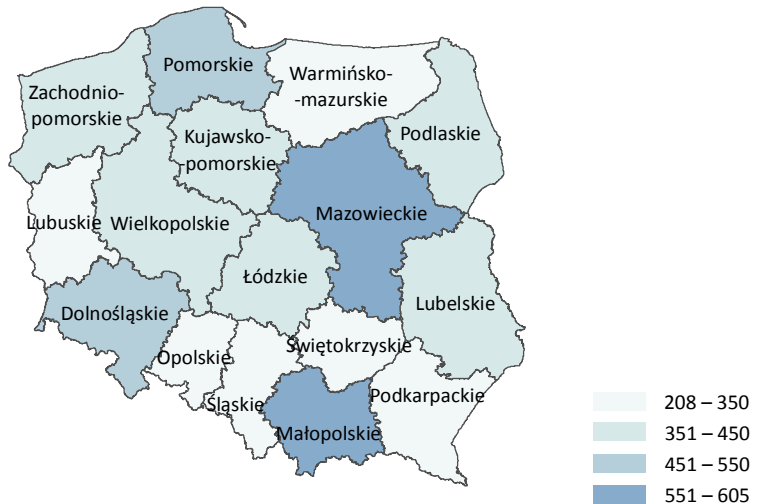 Pomorskie
Warmińsko-
-mazurskie
Zachodnio-
pomorskie
Podlaskie
Kujawsko-
-pomorskie
Mazowieckie
Lubuskie
Wielkopolskie
Łódzkie
Lubelskie
Dolnośląskie
Opolskie
Świętokrzyskie
Śląskie
Podkarpackie
Małopolskie
208 – 350
351 – 450
451 – 550
551 – 605